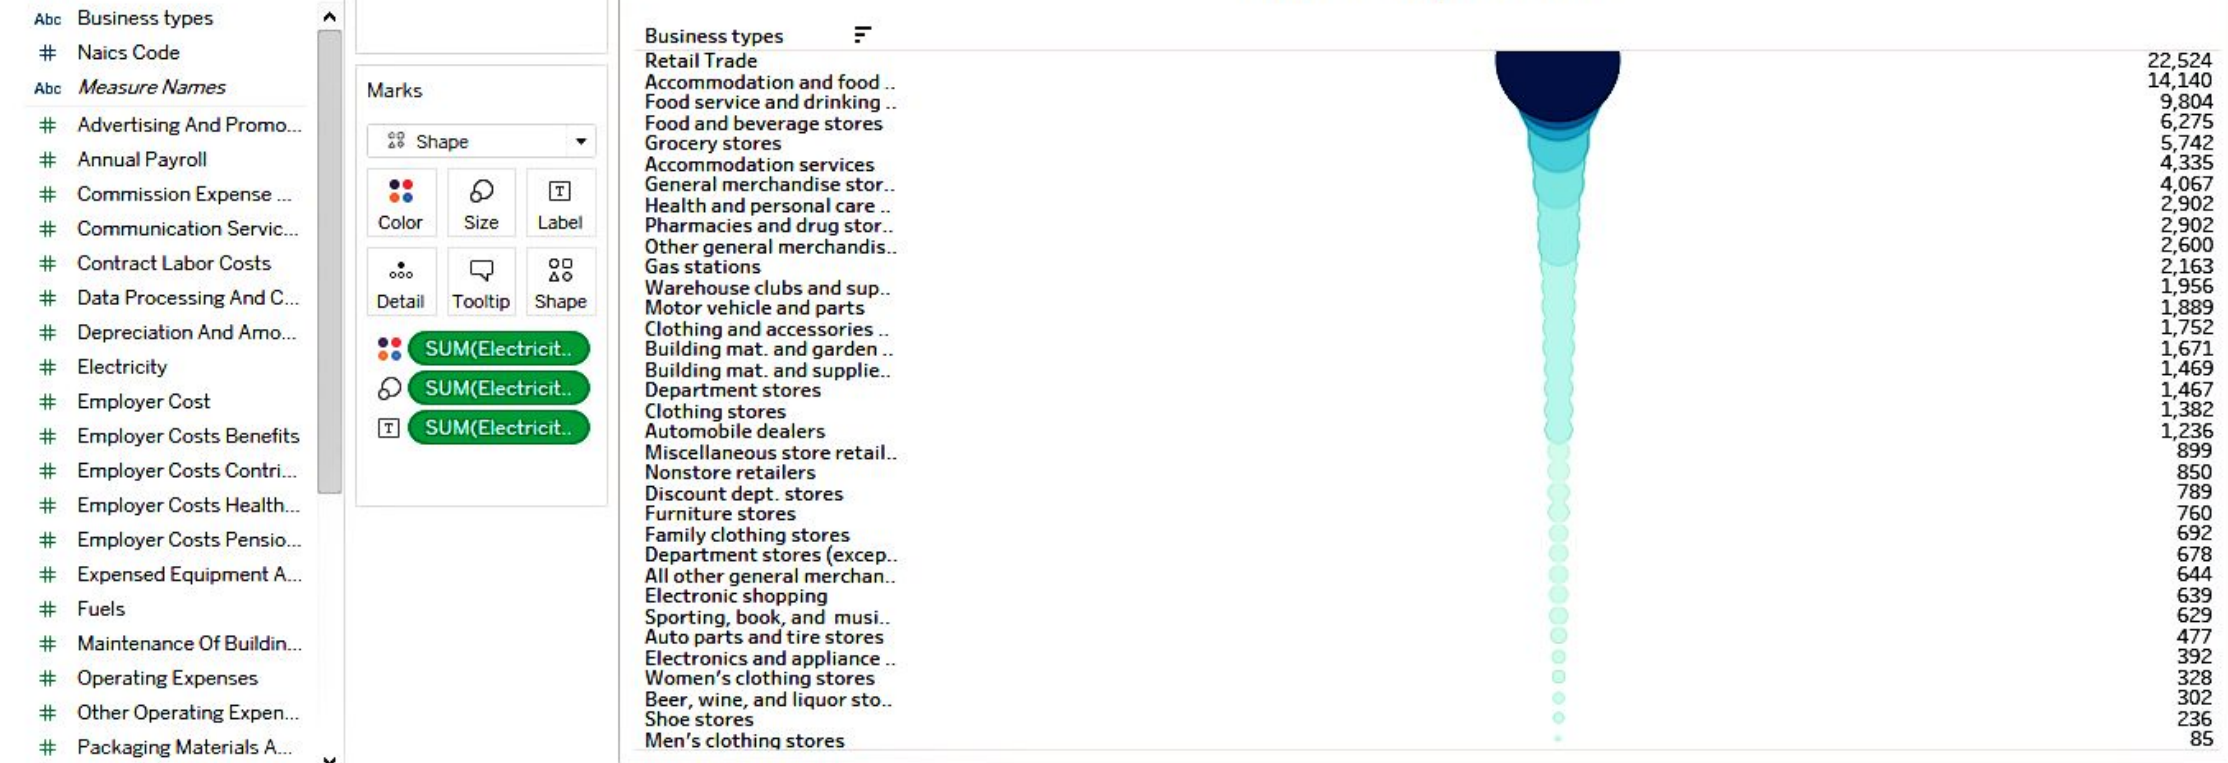 Abc Business types
# Naics Code
Abc Measure Names
# Advertising And Promo...
# Annual Payroll
# Commission Expense ...
# Communication Servic...
# Contract Labor Costs
# Data Processing And C...
# Depreciation And Amo...
# Electricity
# Employer Cost
# Employer Costs Benefits
# Employer Costs Contri...
# Employer Costs Health...
# Employer Costs Pensio...
# Expensed Equipment A...
# Fuels
# Maintenance Of Buildin...
# Operating Expenses
# Other Operating Expen...
# Packaging Materials A...
Marks
Shape
Color Size Label
Detail Tooltip Shape
SUM(Electricit..
SUM(Electricit..
T SUM(Electricit..
Business types
Retail Trade 22,524
Accommodation and food .. 14,140
Food service and drinking .. 9,804
Food and beverage stores 6,275
Grocery stores 5,742
Accommodation services 4,335
General merchandise stor.. 4,067
Health and personal care .. 2,902
Pharmacies and drug stor.. 2,902
Other general merchandis.. 2,600
Gas stations 2,163
Warehouse clubs and sup.. 1,956
Motor vehicle and parts 1,889
Clothing and accessories .. 1,752
Building mat. and garden .. 1,671
Building mat. and supplie.. 1,469
Department stores 1,467
Clothing stores 1,382
Automobile dealers 1,236
Miscellaneous store retail.. 899
Nonstore retailers 850
Discount dept. stores 789
Furniture stores 760
Family clothing stores 692
Department stores (excep.. 678
All other general merchan.. 644
Electronic shopping 639
Sporting, book, and musi.. 629
Auto parts and tire stores 477
Electronics and appliance .. 392
Women's clothing stores 328
Beer, wine, and liquor sto.. 302
Shoe stores 236
Men's clothing stores 85